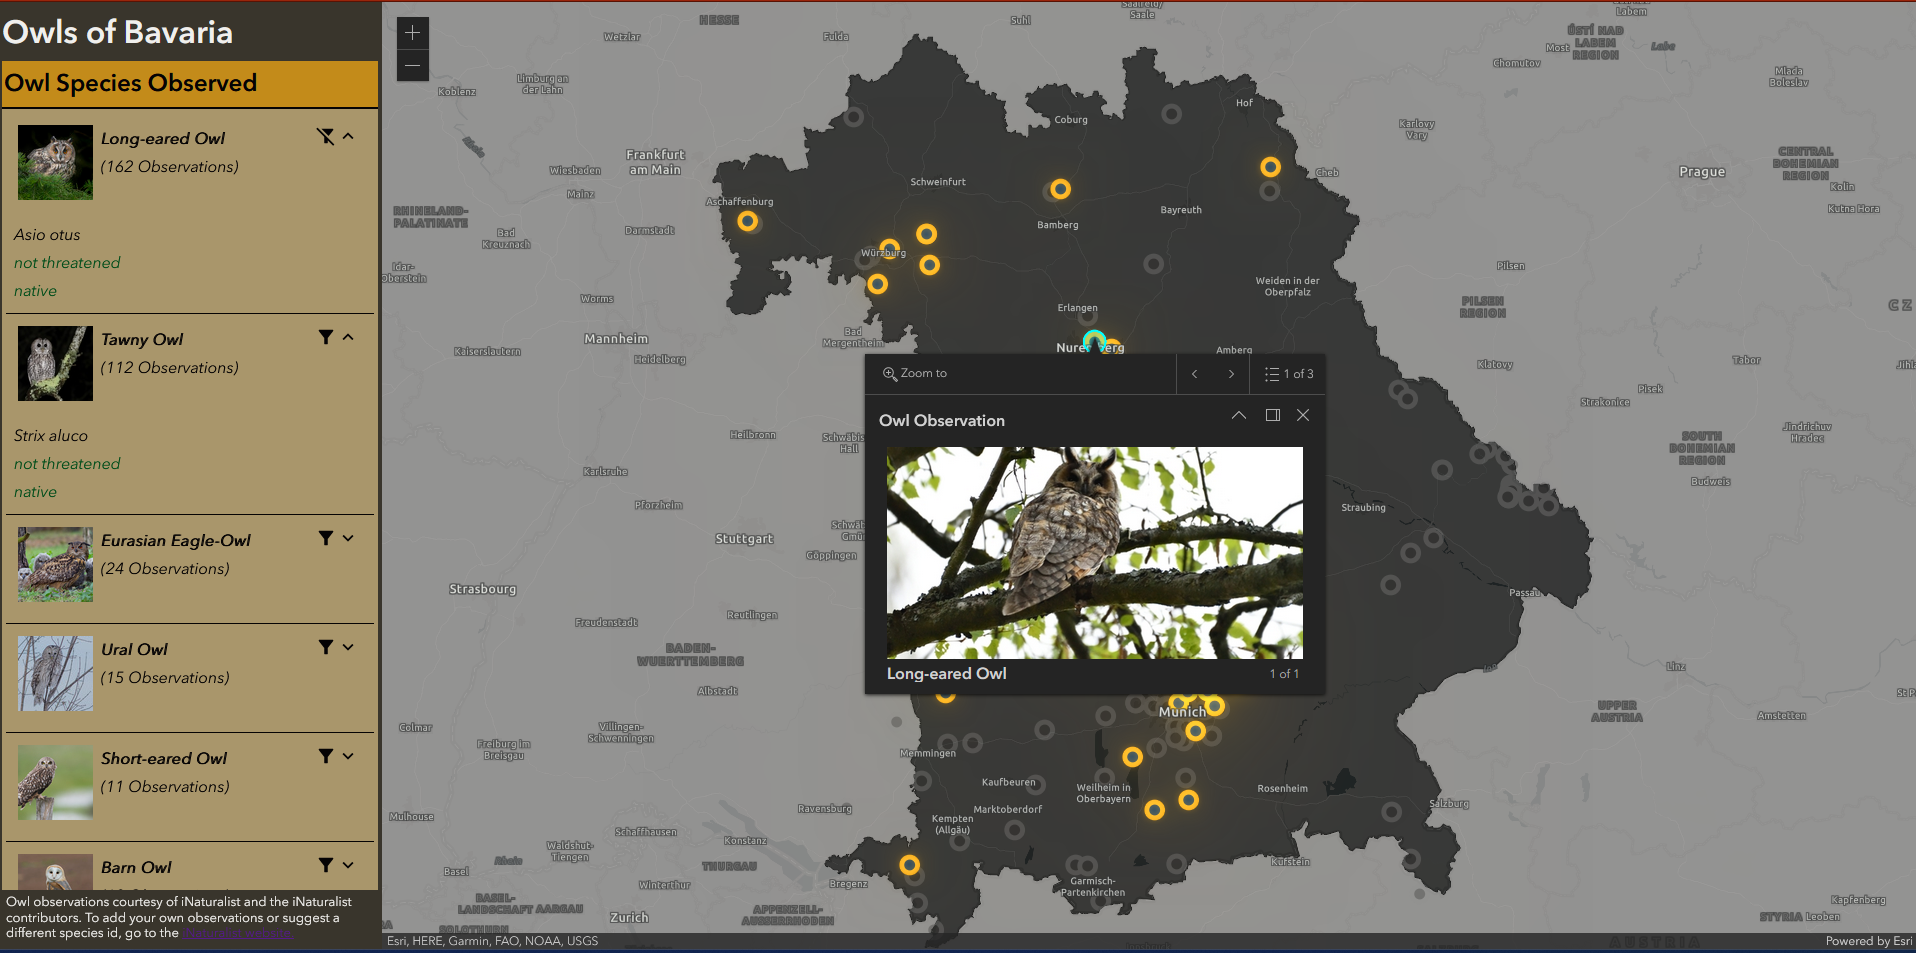 Owls of Bavaria
Owl Species Observed
Long-eared Owl
(162 Observations)
Asio otus
not threatened
native
Tawny Owl
(112 Observations)
Strix aluco
not threatened
native
Eurasian Eagle-Owl
(24 Observations)
Ural Owl
(15 Observations)
Short-eared Owl
(11 Observations)
Barn Owl
Owl observations courtesy of iNaturalist and the iNaturalist
contributors. To add your own observations or suggest a
different species id, go to the
HESSE
Suhl
Saale
Labem
Wetzlar
Fulda
ÚSTÍ NAD
LABEM
REGION
Most
Labe
Chomutov
Mlada
Boleslav
Koblenz
Limburg an
der Lahn
Hof
Coburg
Karlovy
Vary
Frankfurt
am Main
Wiesbaden
Mainz
Schweinfurt
Cheb
Prague
CENTRAL
BOHEMIAN
REGION
Kolin
Kutna Hora
RHINELAND-
PALATINATE
Aschaffenburg
Bayreuth
Bad
Kreuznach
Darmstadt
Bamberg
Würzburg
Idar-
Oberstein
Pilsen
Worms
Weiden in der
Oberpfalz
Erlangen
PILSEN
REGION
C Z
Mannheim
Bad
Mergentheim
Nuremberg
Amberg
Kaiserslautern
Heidelberg
Klatovy
Tabor
Pisek
Strakonice
Zoom to
1 of 3
Owl Observation
Long-eared Owl
1 of 1
Heilbronn
Schwäbis
Hall
SOUTH
BOHEMIAN
REGION
Jindrichuv
Hradec
Karlsruhe
Budweis
Pforzheim
Straubing
Schwäb
Gmü
Stuttgart
Göppingen
Strasbourg
Passau
Reutlingen
Freudenstadt
BADEN-
WUERTTEMBERG
Linz
Albstadt
St P
UPPER
AUSTRIA
Munich
Amstetten
Colmar
Villingen-
Schwenningen
Freiburg im
Breisgau
Memmingen
Kaufbeuren
Weilheim in
Oberbayern
Rosenheim
Salzburg
Mulhouse
Ravensburg
Marktoberdorf
Kempten
(Allgäu)
Schaffhausen
Konstanz
Waldshut-
Tiengen
Basel
THURGAU
Kufstein
Winterthur
Bregenz
Garmisch-
Partenkirchen
BASEL-
LANDSCHAFT
AARGAU
Zurich
APPENZELL-
AUSSERRHODEN
Kapfenberg
STYRIA
Leoben
SOLOTHURN
AUSTRIA
Esri, HERE, Garmin, FAO, NOAA, USGS
Powered by Esri